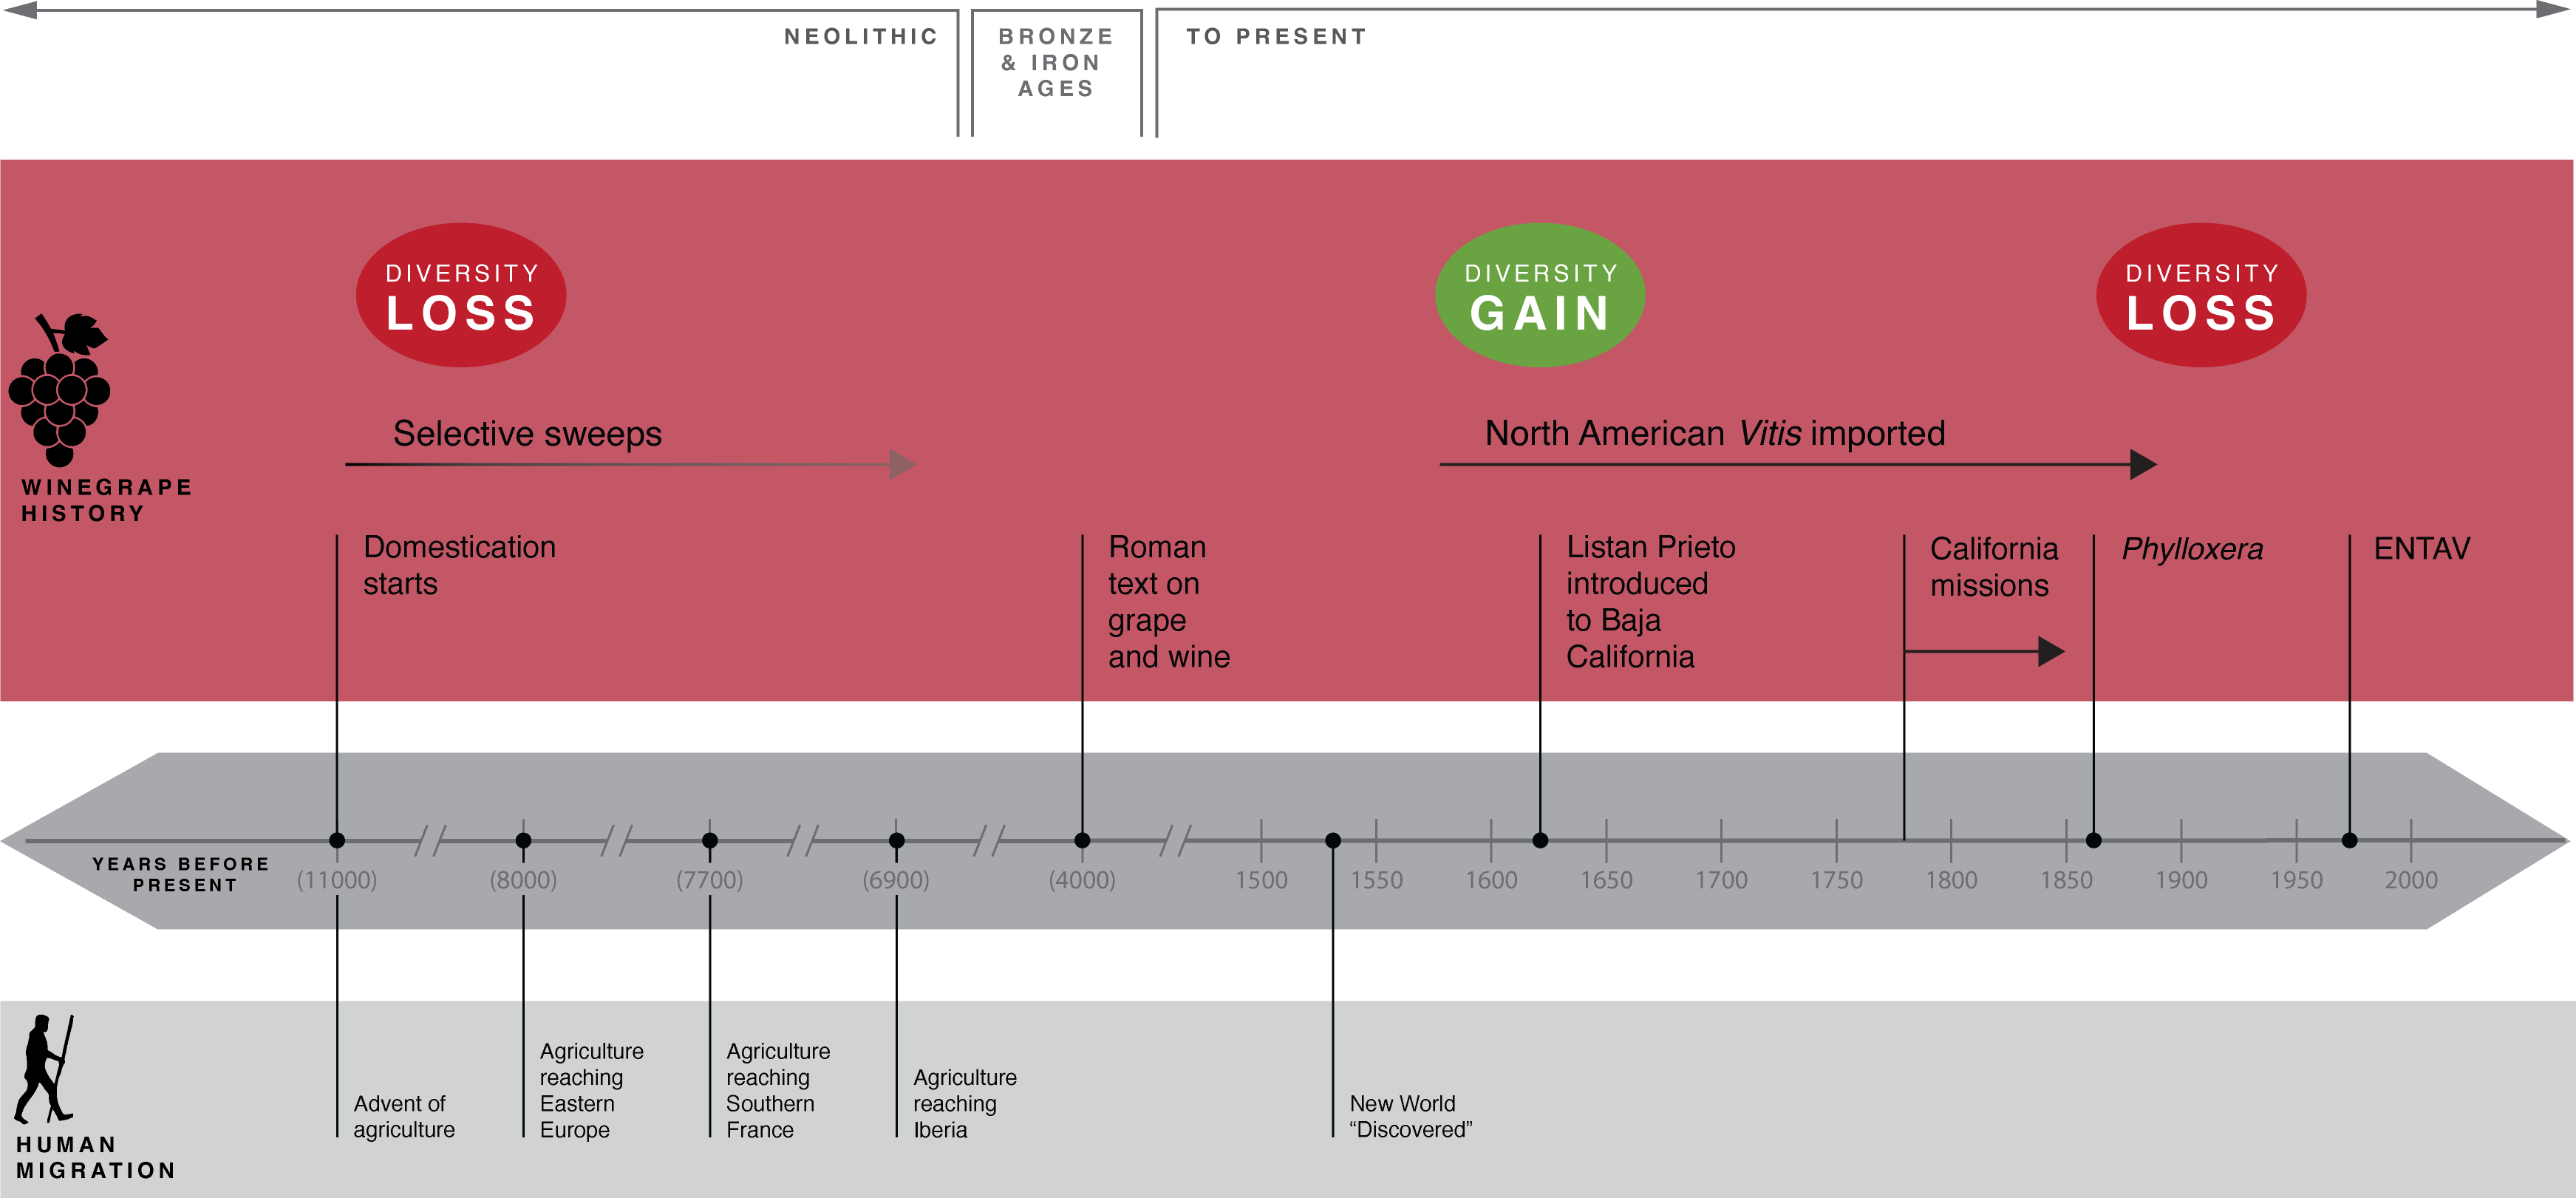 NEOLITHIC
BRONZE
& IRON
AGES
TO PRESENT
DIVERSITY
LOSS
DIVERSITY
GAIN
DIVERSITY
LOSS
Selective sweeps
North American Vitis imported
WINEGRAPE
HISTORY
Domestication
starts
Roman
text on
grape
and wine
Listan Prieto
introduced
to Baja
California
California
missions
Phylloxera
ENTAV
YEARS BEFORE
PRESENT
(11000)
(8000)
(7700)
(6900)
(4000)
1500
1550
1600
1650
1700
1750
1800
1850
1900
1950
2000
HUMAN
MIGRATION
Advent of
agriculture
Agriculture
reaching
Eastern
Europe
Agriculture
reaching
Southern
France
Agriculture
reaching
Iberia
New World
“Discovered”